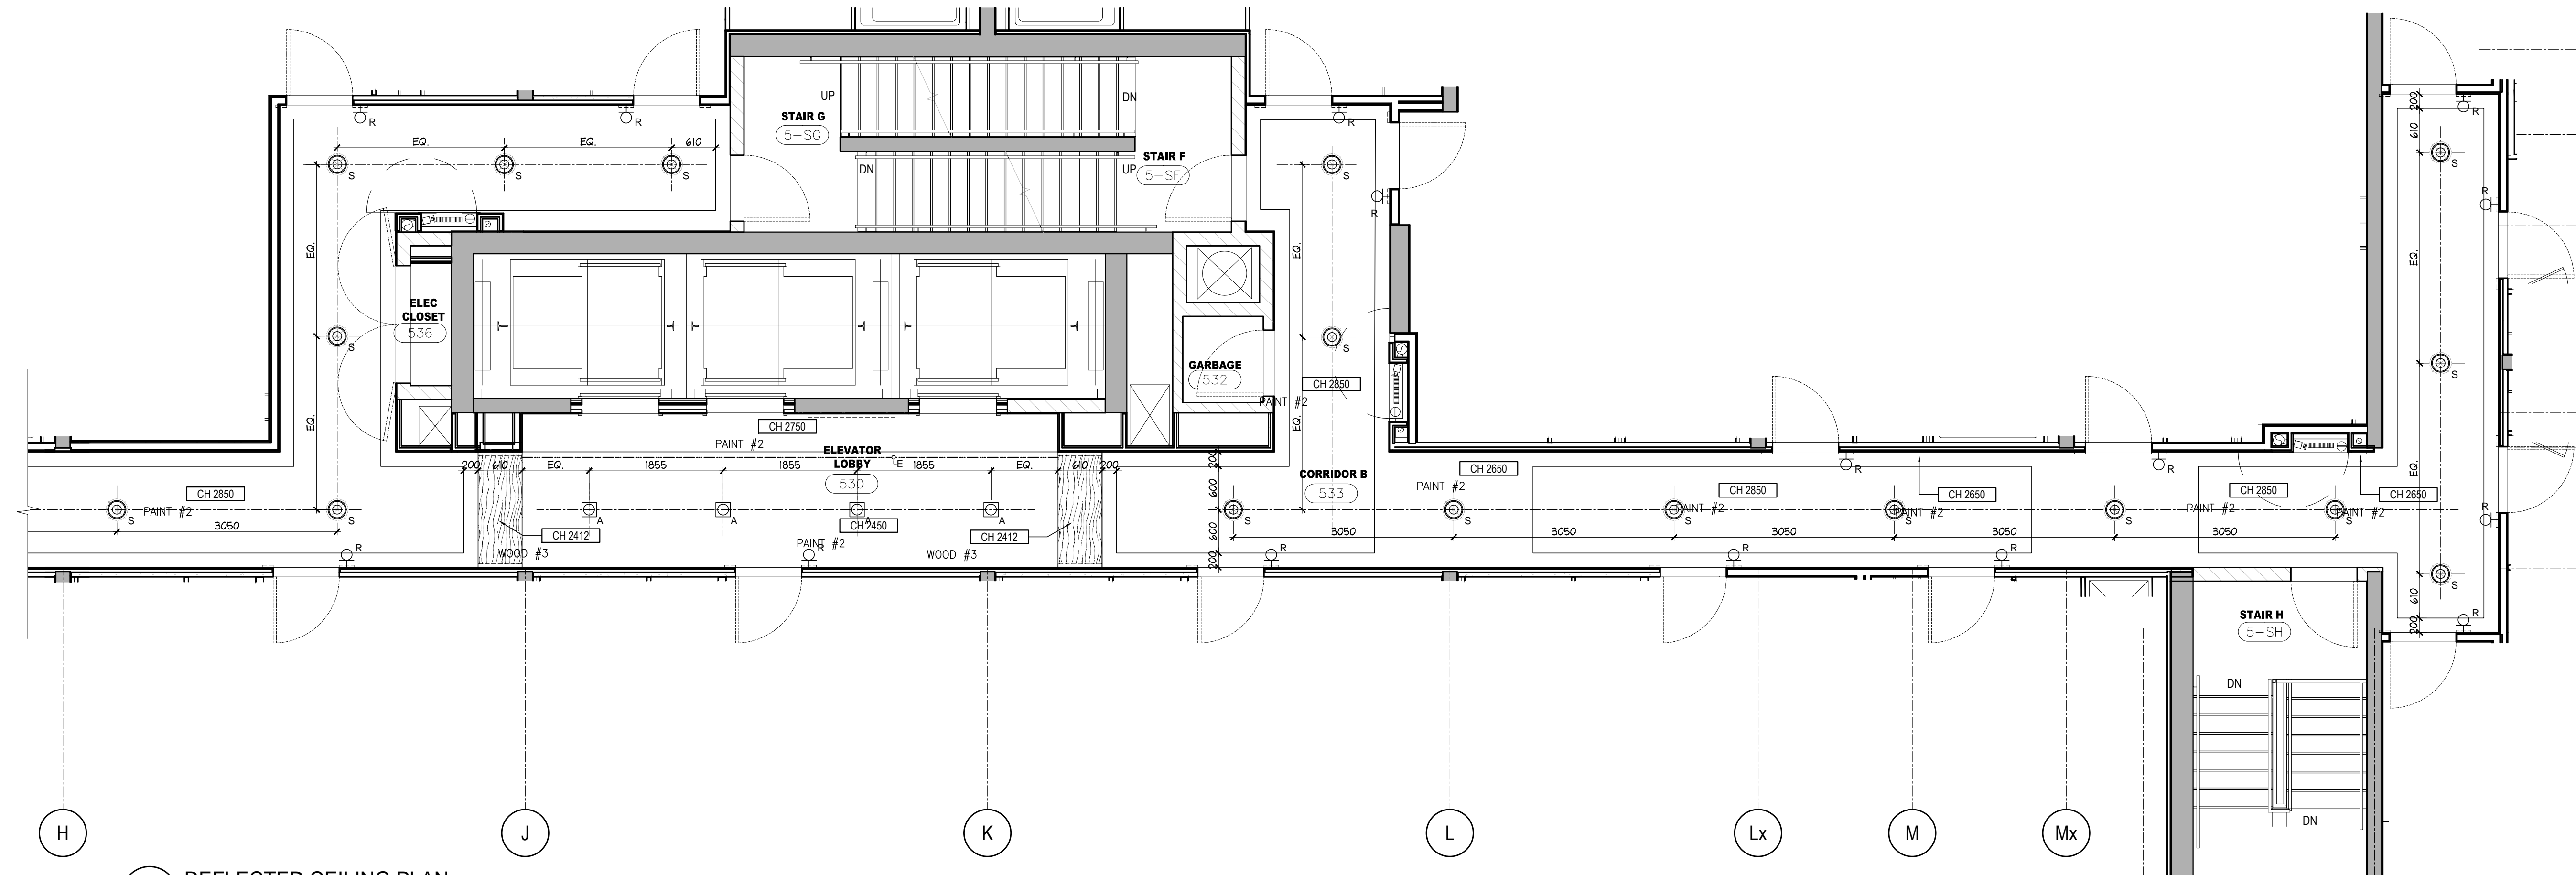 UP
DN
STAIR G
5-SG
R
R
R
EQ.
EQ.
610
STAIR F
DN
UP
5-SF
S
S
S
S
R
R
S
200
610
EQ.
EQ.
EQ.
ELEC
CLOSET
536
S
S
EQ.
EQ.
GARBAGE
532
CH 2850
PAINT #2
S
CH 2750
PAINT #2
ELEVATOR
LOBBY
530
E
200
610
EQ.
1855
1855
1855
EQ.
610
200
200
CH 2650
CORRIDOR B
533
PAINT #2
R
R
CH 2850
CH 2650
CH 2850
CH 2650
EQ.
CH 2850
PAINT #2
S
S
3050
A
A
A
A
CH 2450
CH 2412
CH 2412
PAINT #2
WOOD #3
WOOD #3
600
600
200
S
S
S
S
S
S
PAINT #2
PAINT #2
PAINT #2
PAINT #2
3050
3050
3050
3050
3050
R
R
R
R
R
R
R
S
610
200
R
STAIR H
5-SH
DN
DN
H
J
K
L
Lx
M
Mx
REFLECTED CEILING PLAN